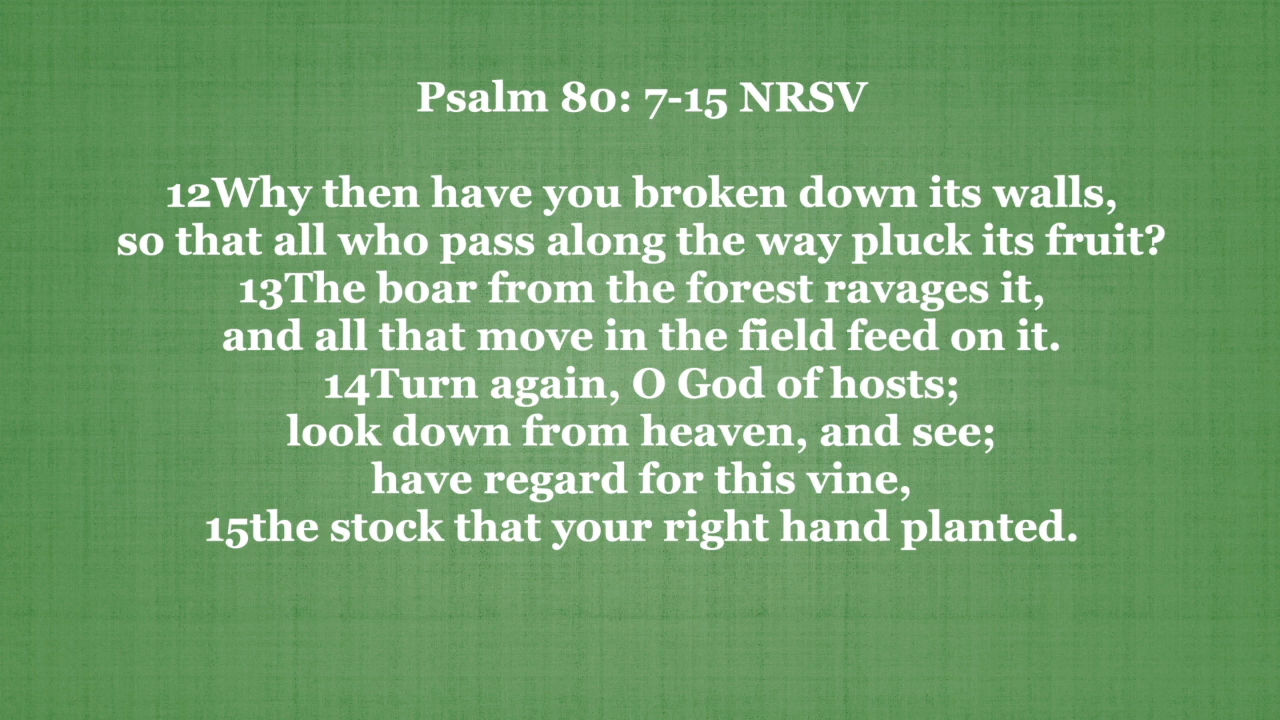 Psalm 80: 7-15 NRSV
12Why then have you broken down its walls,
so that all who pass along the way pluck its fruit?
13The boar from the forest ravages it,
and all that move in the field feed on it.
14Turn again, O God of hosts;
look down from heaven, and see;
have regard for this vine,
15the stock that your right hand planted.